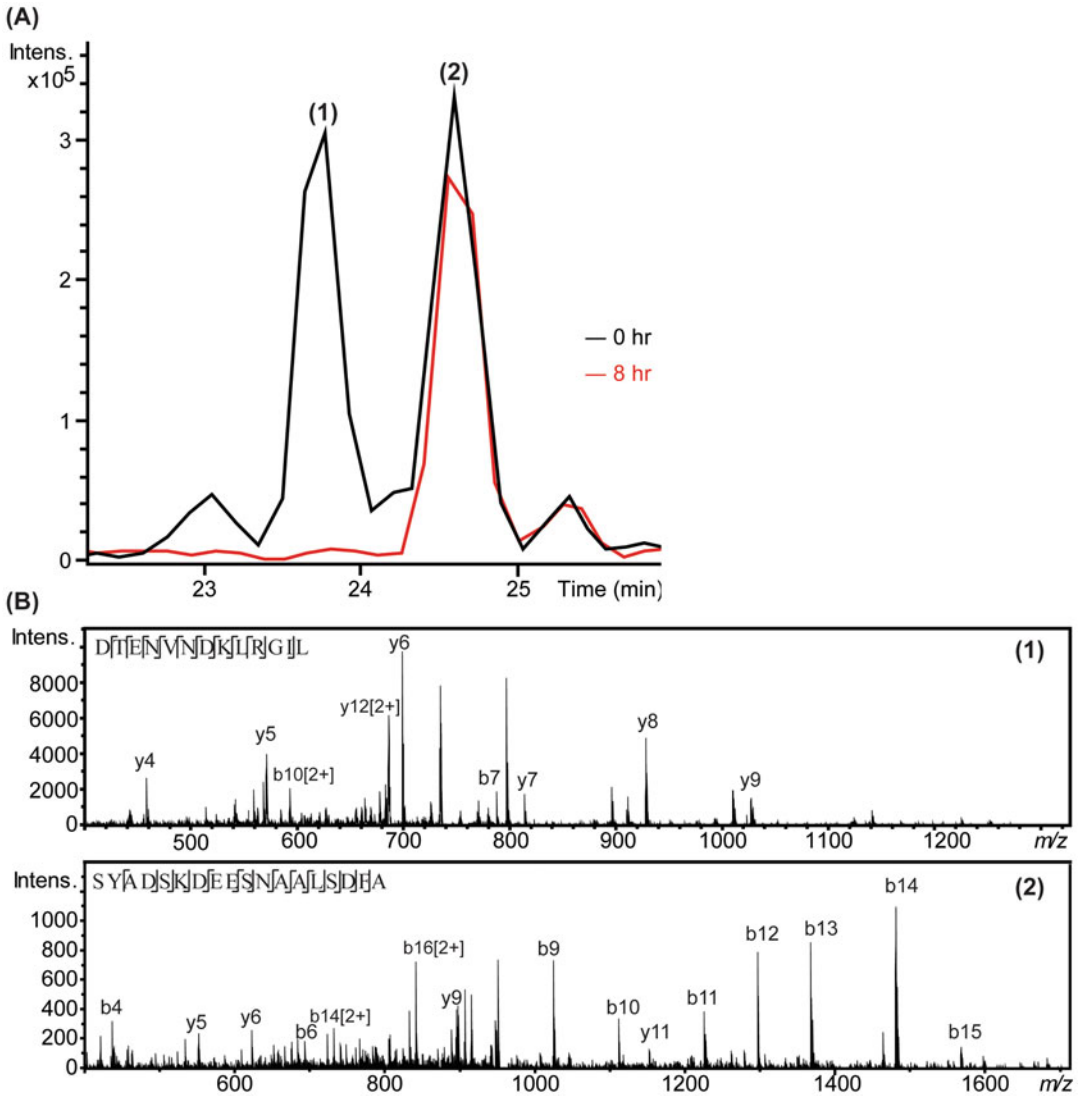 (A)
Intens.
x10⁵
(1)
(2)
3
2
1
0
— 0 hr
— 8 hr
23
24
25
Time (min)
(B)
Intens.
DTENVNDKLRGIL
(1)
8000
6000
4000
2000
0
y4
y5
b10[2+]
y12[2+]
y6
b7
y7
y8
y9
500
600
700
800
900
1000
1100
1200
m/z
Intens.
SYADSKDEESNAALSDFA
(2)
1000
800
600
400
200
0
b4
y5
y6
b6
b14[2+]
b16[2+]
y9
b9
b10
y11
b11
b12
b13
b14
b15
600
800
1000
1200
1400
1600
m/z